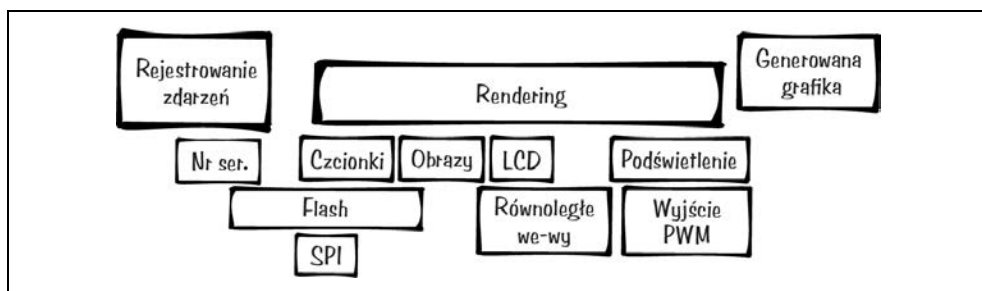 Rejestrowanie
zdarzeń
Rendering
Generowana
grafika
Nr ser.
Czcionki
Obrazy
LCD
Podświetlenie
Flash
Równoległe
we-wy
Wyjście
PWM
SPI